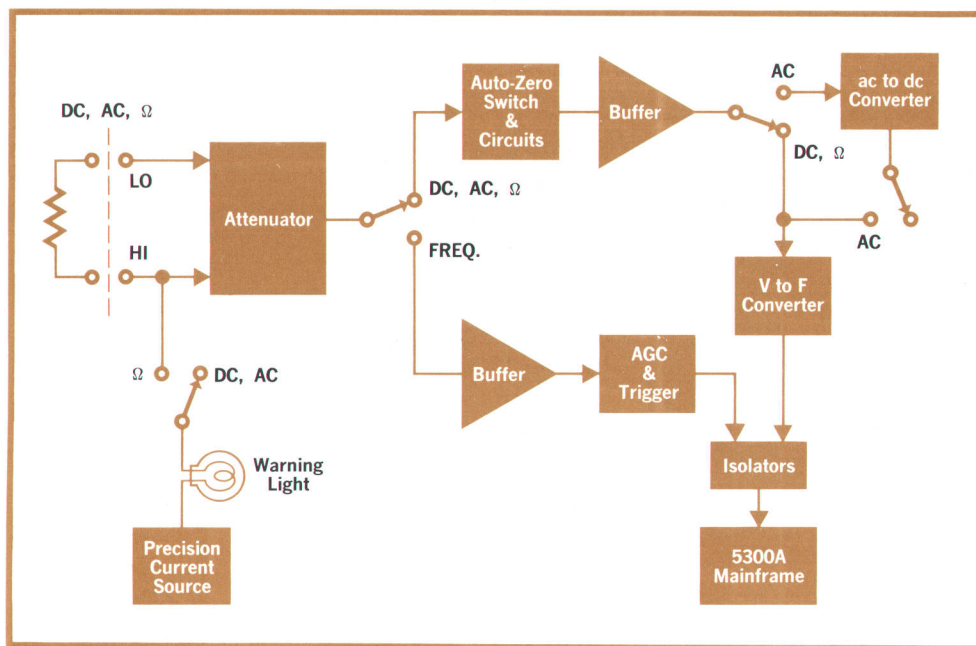 DC, AC, Ω
LO
HI
Attenuator
Ω
DC, AC
Warning
Light
Precision
Current
Source
DC, AC, Ω
FREQ.
Auto-Zero
Switch
&
Circuits
Buffer
AC
DC, Ω
ac to dc
Converter
AC
V to F
Converter
Buffer
AGC
&
Trigger
Isolators
5300A
Mainframe